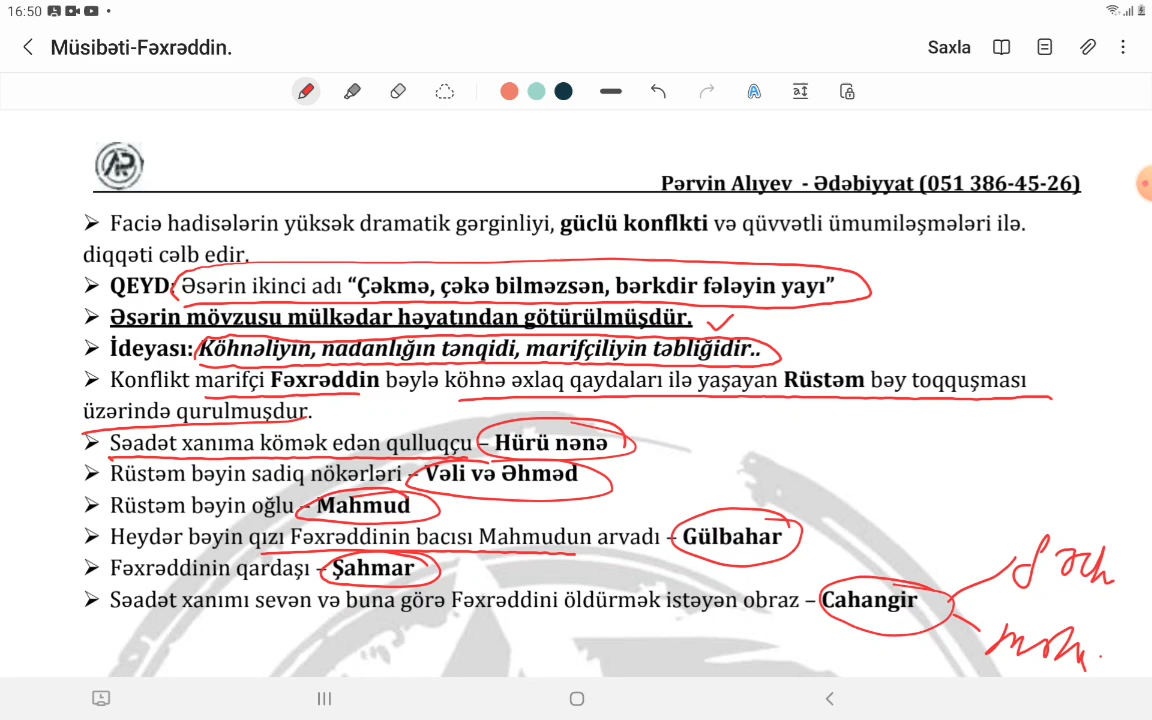 16:50
Müsibəti-Fəxrəddin.
Saxla
Pərvin Alıyev - Ədəbiyyat (051 386-45-26)
➢ Faciə hadisələrin yüksək dramatik gərginliyi, güclü konflkti və qüvvətli ümumiləşmələri ilə.
diqqəti cəlb edir.
➢ QEYD: Əsərin ikinci adı “Çəkmə, çəkə bilməzsən, bərkdir fələyin yayı”
➢ Əsərin mövzusu mülkədar həyatından götürülmüşdür.
➢ İdeyası: Köhnəliyin, nadanlığın tənqidi, marifçiliyin təbliğidir..
➢ Konflikt marifçi Fəxrəddin bəylə köhnə əxlaq qaydaları ilə yaşayan Rüstəm bəy toqquşması
üzərində qurulmuşdur.
➢ Səadət xanıma kömək edən qulluqçu – Hürü nənə
➢ Rüstəm bəyin sadiq nökərləri – Vəli və Əhməd
➢ Rüstəm bəyin oğlu – Mahmud
➢ Heydər bəyin qızı Fəxrəddinin bacısı Mahmudun arvadı – Gülbahar
➢ Fəxrəddinin qardaşı – Şahmar
➢ Səadət xanımı sevən və buna görə Fəxrəddini öldürmək istəyən obraz – Cahangir